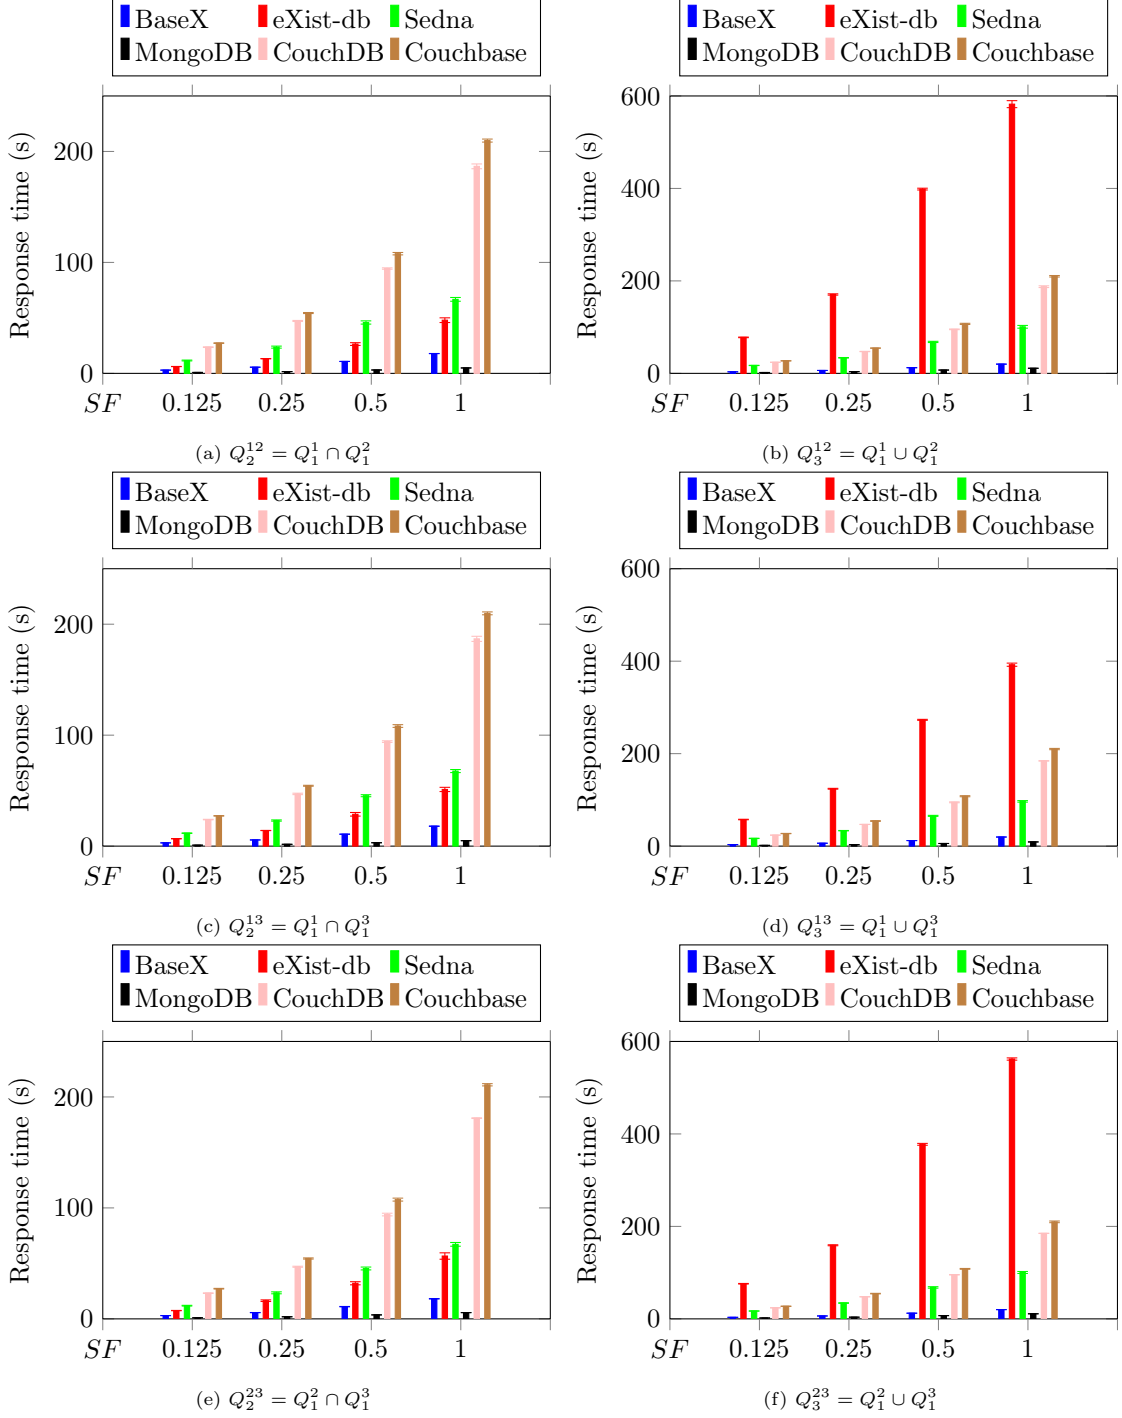 BaseX eXist-db Sedna
MongoDB CouchDB Couchbase
Response time (s)
200
100
0
SF 0.125 0.25 0.5 1
(a) Q₂¹² = Q₁¹ ∩ Q₁²
BaseX eXist-db Sedna
MongoDB CouchDB Couchbase
Response time (s)
600
400
200
0
SF 0.125 0.25 0.5 1
(b) Q₃¹² = Q₁¹ ∪ Q₁²
BaseX eXist-db Sedna
MongoDB CouchDB Couchbase
Response time (s)
200
100
0
SF 0.125 0.25 0.5 1
(c) Q₂¹³ = Q₁¹ ∩ Q₁³
BaseX eXist-db Sedna
MongoDB CouchDB Couchbase
Response time (s)
600
400
200
0
SF 0.125 0.25 0.5 1
(d) Q₃¹³ = Q₁¹ ∪ Q₁³
BaseX eXist-db Sedna
MongoDB CouchDB Couchbase
Response time (s)
200
100
0
SF 0.125 0.25 0.5 1
(e) Q₂²³ = Q₁² ∩ Q₁³
BaseX eXist-db Sedna
MongoDB CouchDB Couchbase
Response time (s)
600
400
200
0
SF 0.125 0.25 0.5 1
(f) Q₃²³ = Q₁² ∪ Q₁³